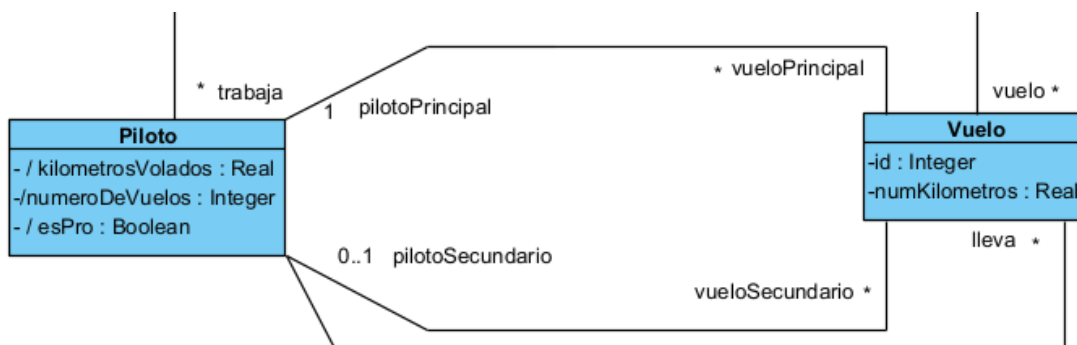 * trabaja
1 pilotoPrincipal
* vueloPrincipal
vuelo *
Piloto
- / kilometrosVolados : Real
-/numeroDeVuelos : Integer
- / esPro : Boolean
Vuelo
-id : Integer
-numKilometros : Real
0..1 pilotoSecundario
vueloSecundario *
lleva *